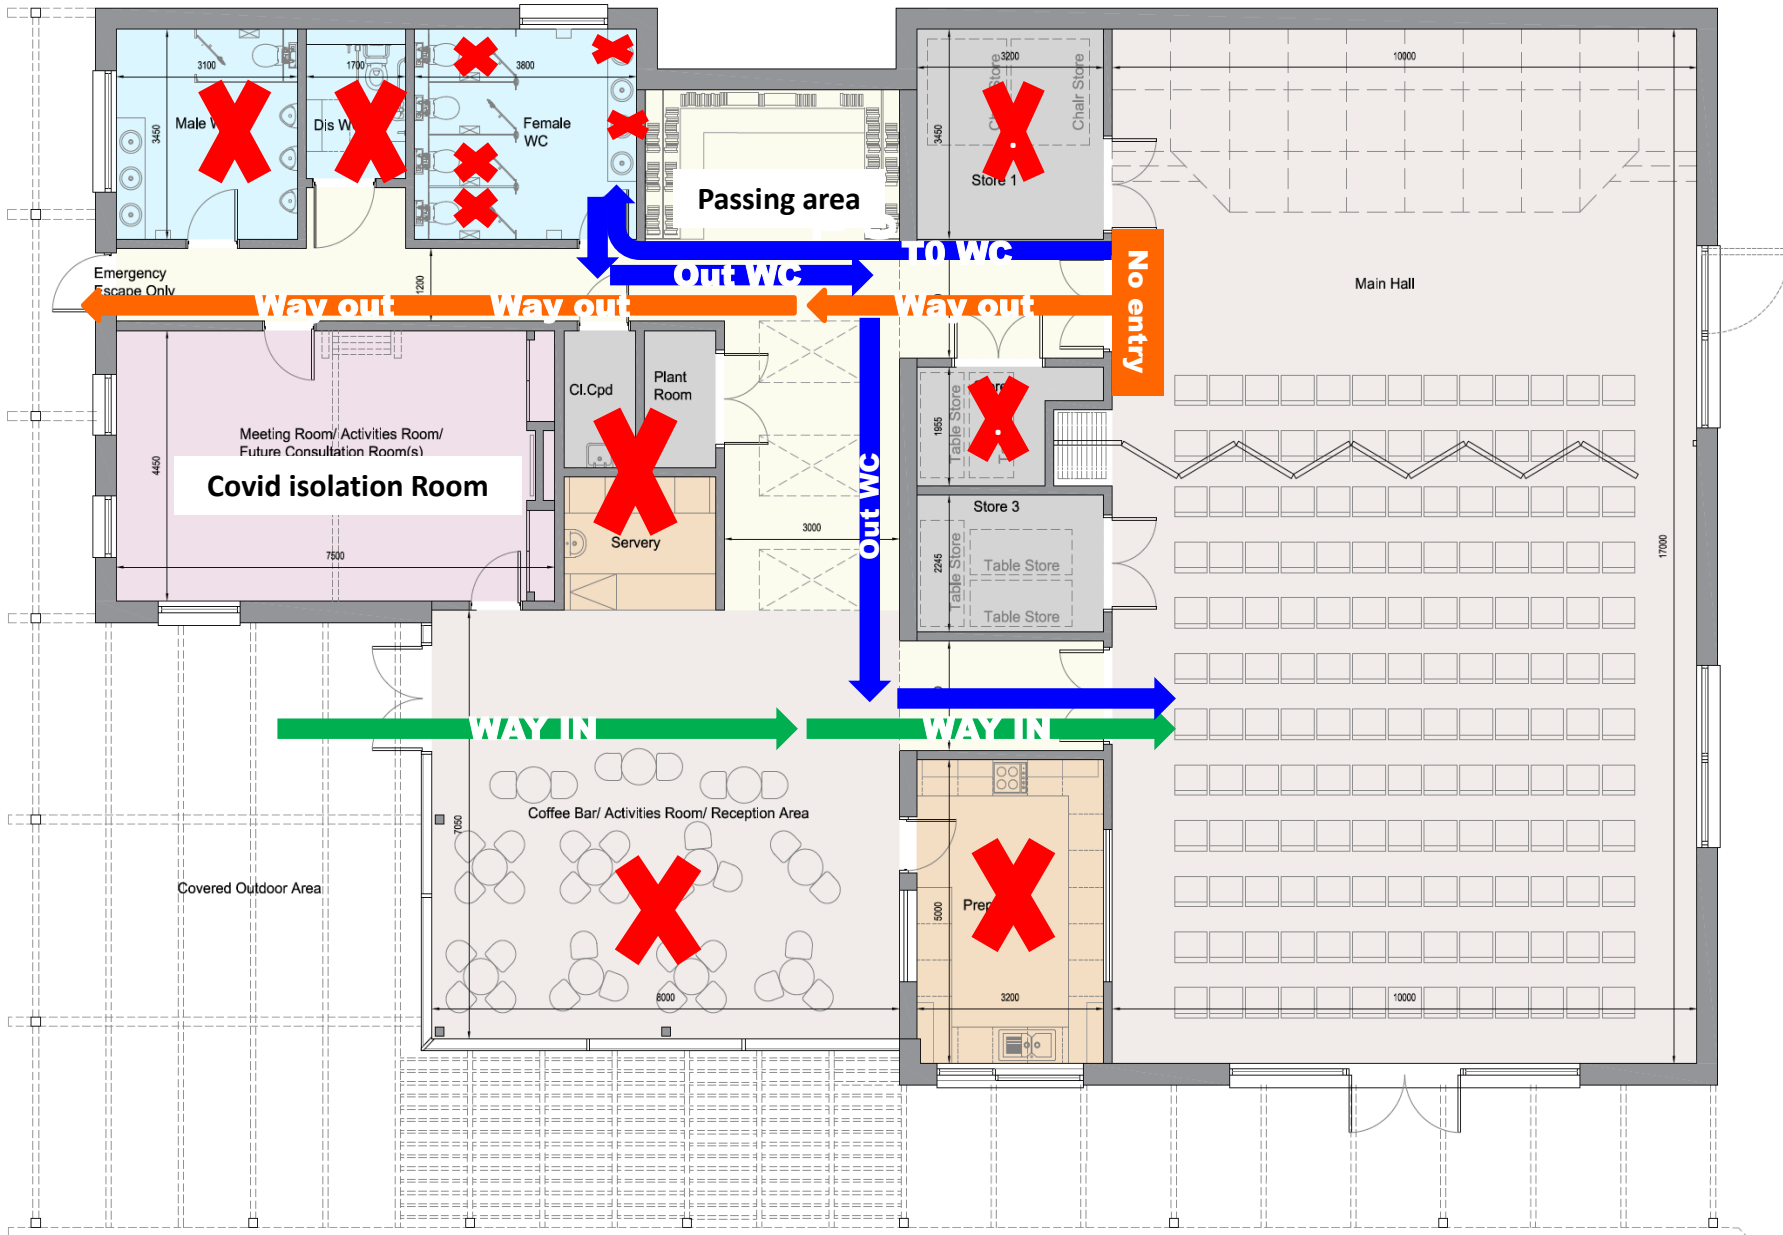 3100
1700
3800
3200
10000
Male W
Dis W
Female
WC
3450
3450
Chair Store
Store 1
Passing area
17000
T0 WC
Out WC
No entry
Main Hall
Emergency
Escape Only
1200
Way out
Way out
Way out
Cl.Cpd
Plant
Room
Table Store
1955
Meeting Room/ Activities Room/
Future Consultation Room(s)
4450
Covid isolation Room
Out WC
Store 3
3000
Servery
7500
2245
Table Store
Table Store
Table Store
WAY IN
WAY IN
Coffee Bar/ Activities Room/ Reception Area
7050
Covered Outdoor Area
Prep
5000
8000
3200
10000